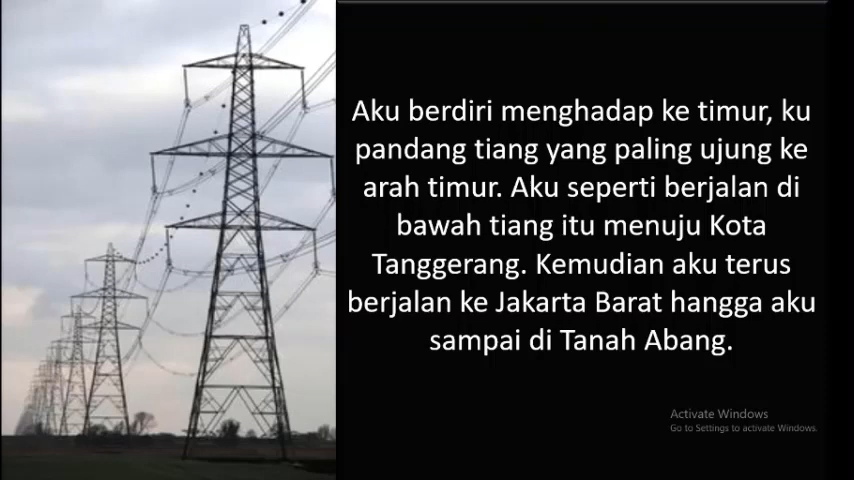 Aku berdiri menghadap ke timur, ku
pandang tiang yang paling ujung ke
arah timur. Aku seperti berjalan di
bawah tiang itu menuju Kota
Tanggerang. Kemudian aku terus
berjalan ke Jakarta Barat hangga aku
sampai di Tanah Abang.
Activate Windows
Go to Settings to activate Windows.